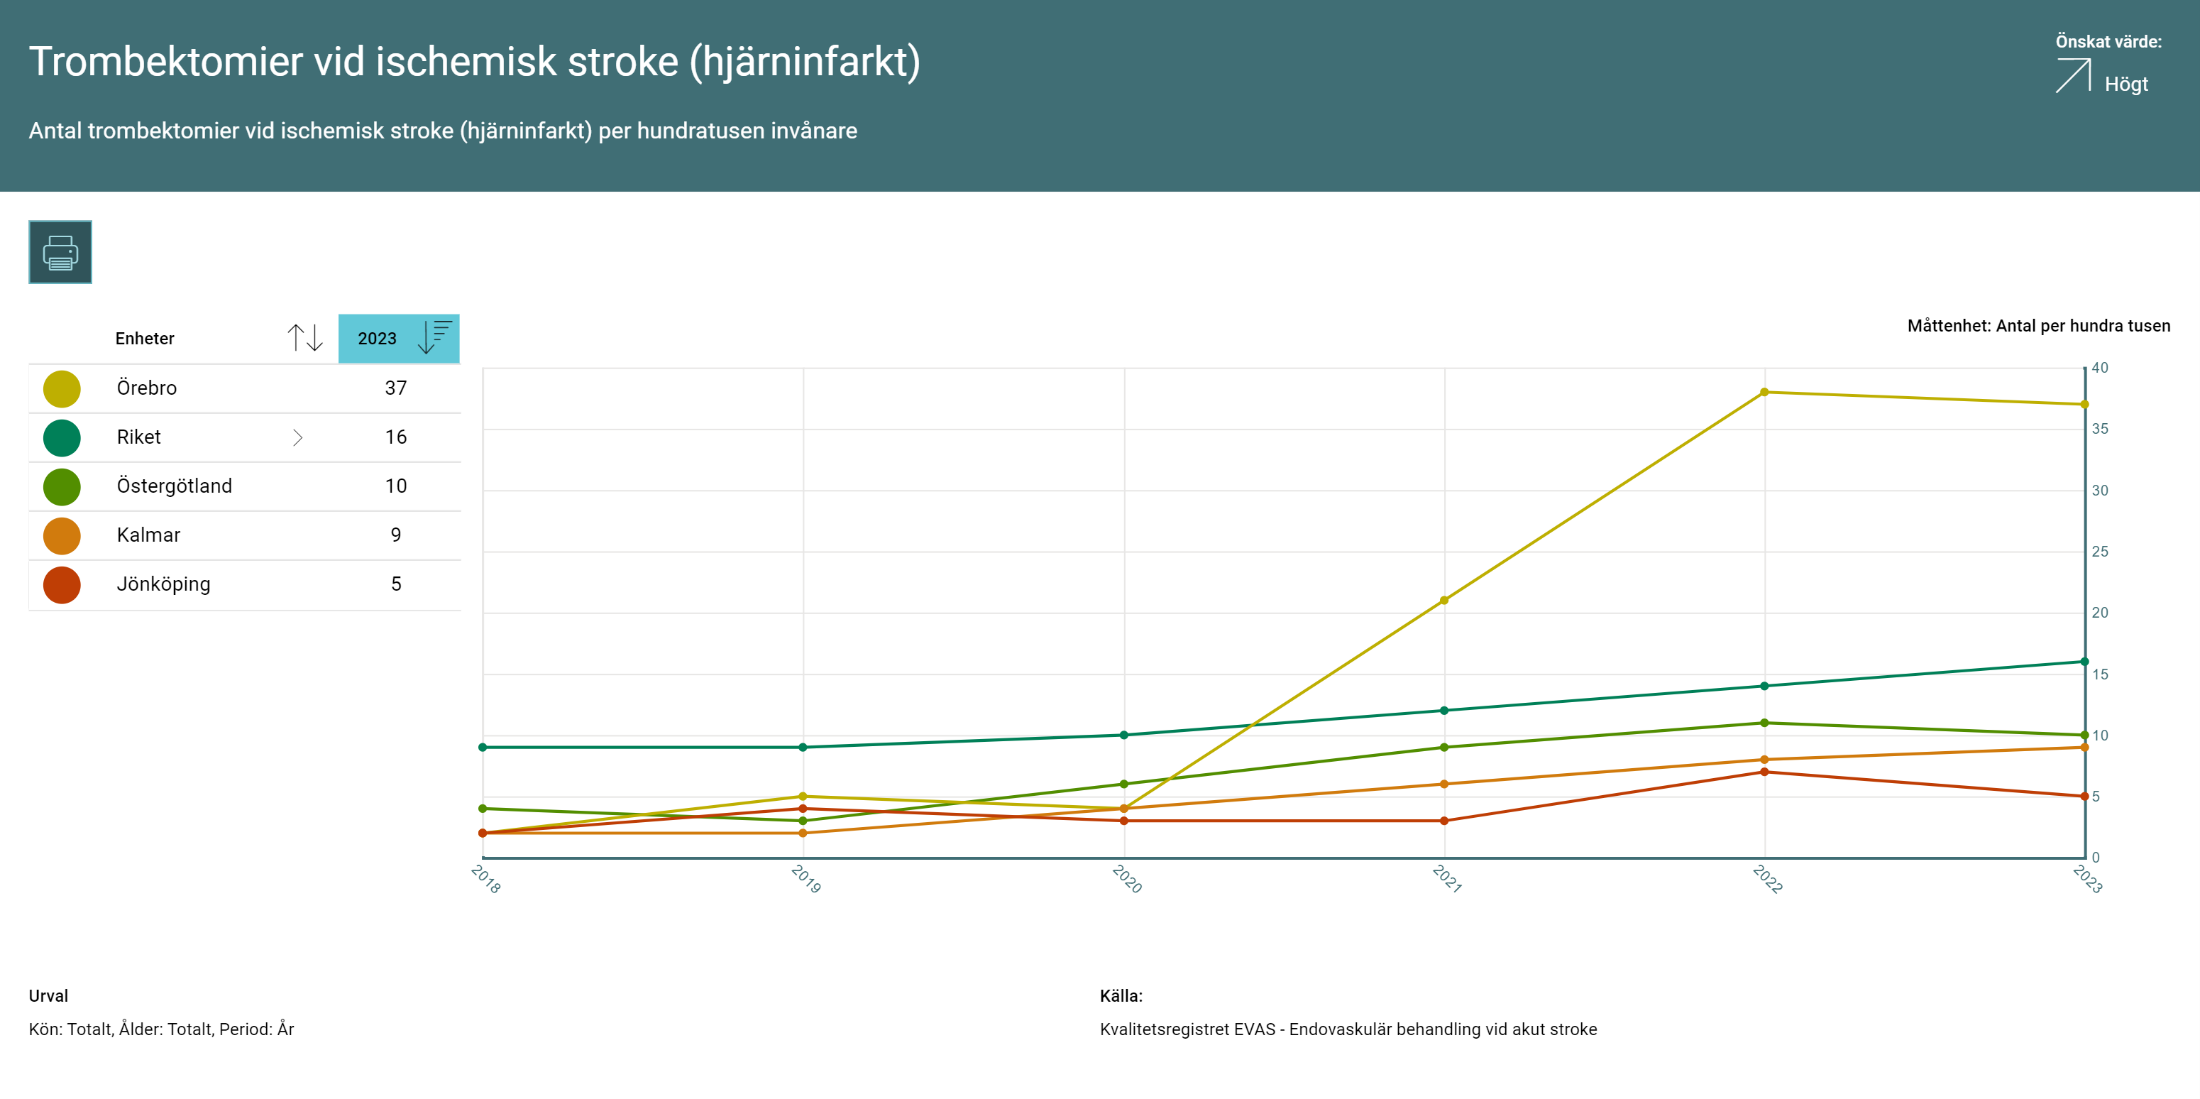 Trombektomier vid ischemisk stroke (hjärninfarkt)
Antal trombektomier vid ischemisk stroke (hjärninfarkt) per hundratusen invånare
Önskat värde:
Högt
Enheter
2023
Örebro 37
Riket 16
Östergötland 10
Kalmar 9
Jönköping 5
Måttenhet: Antal per hundra tusen
40
35
30
25
20
15
10
5
0
2018 2019 2020 2021 2022 2023
Urval
Kön: Totalt, Ålder: Totalt, Period: År
Källa:
Kvalitetsregistret EVAS - Endovaskulär behandling vid akut stroke